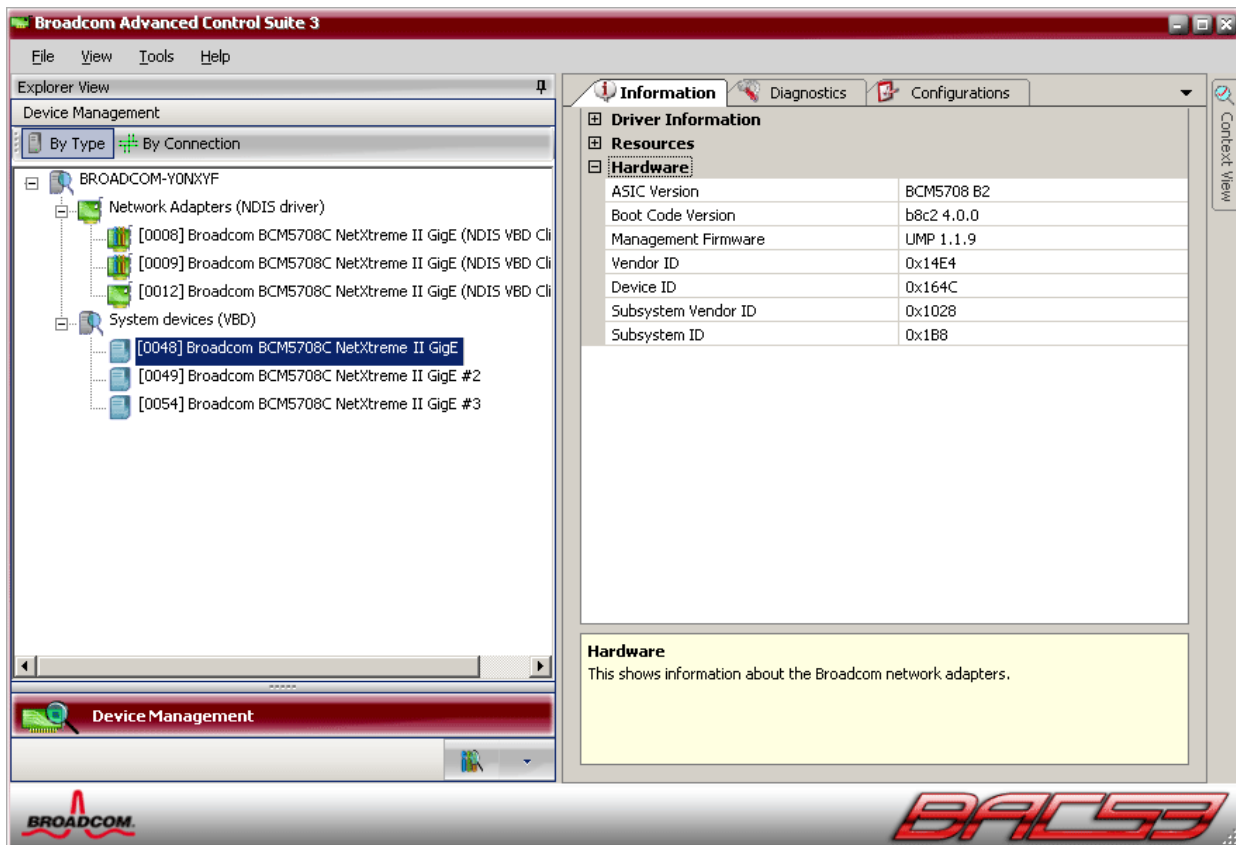 Broadcom Advanced Control Suite 3
File View Tools Help
Explorer View
Device Management
By Type By Connection
BROADCOM-Y0NXYF
Network Adapters (NDIS driver)
[0008] Broadcom BCM5708C NetXtreme II GigE (NDIS VBD Cli
[0009] Broadcom BCM5708C NetXtreme II GigE (NDIS VBD Cli
[0012] Broadcom BCM5708C NetXtreme II GigE (NDIS VBD Cli
System devices (VBD)
[0048] Broadcom BCM5708C NetXtreme II GigE
[0049] Broadcom BCM5708C NetXtreme II GigE #2
[0054] Broadcom BCM5708C NetXtreme II GigE #3
Device Management
Information Diagnostics Configurations
Driver Information
Resources
Hardware
ASIC Version BCM5708 B2
Boot Code Version b8c2 4.0.0
Management Firmware UMP 1.1.9
Vendor ID 0x14E4
Device ID 0x164C
Subsystem Vendor ID 0x1028
Subsystem ID 0x1B8
Hardware
This shows information about the Broadcom network adapters.
Context View
BROADCOM.
BACS3